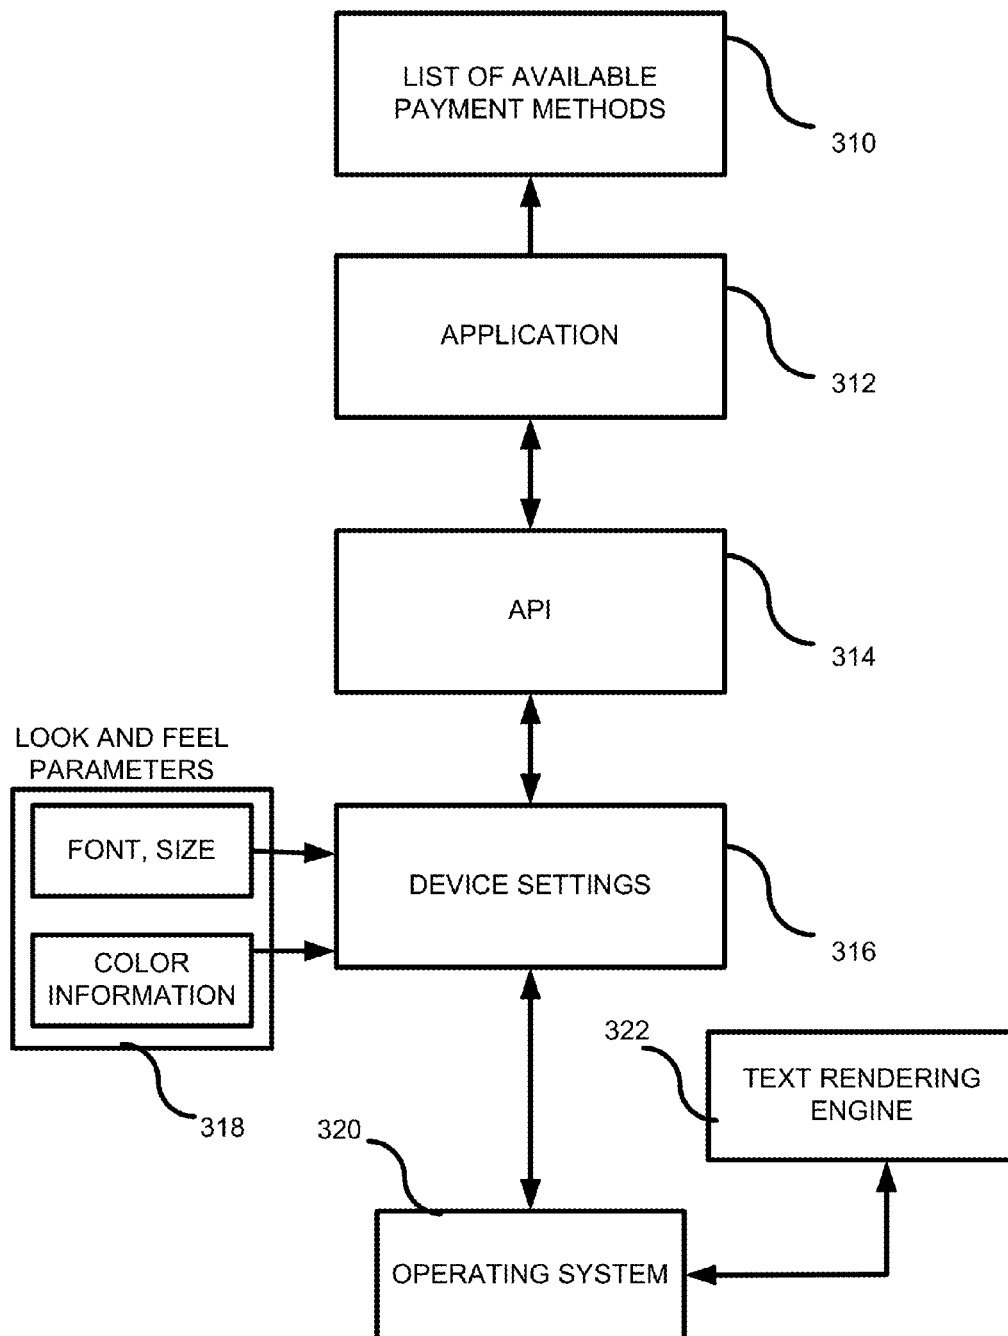 LIST OF AVAILABLE
PAYMENT METHODS
310
APPLICATION
312
API
314
LOOK AND FEEL
PARAMETERS
FONT, SIZE
DEVICE SETTINGS
316
COLOR
INFORMATION
318
322
TEXT RENDERING
ENGINE
320
OPERATING SYSTEM